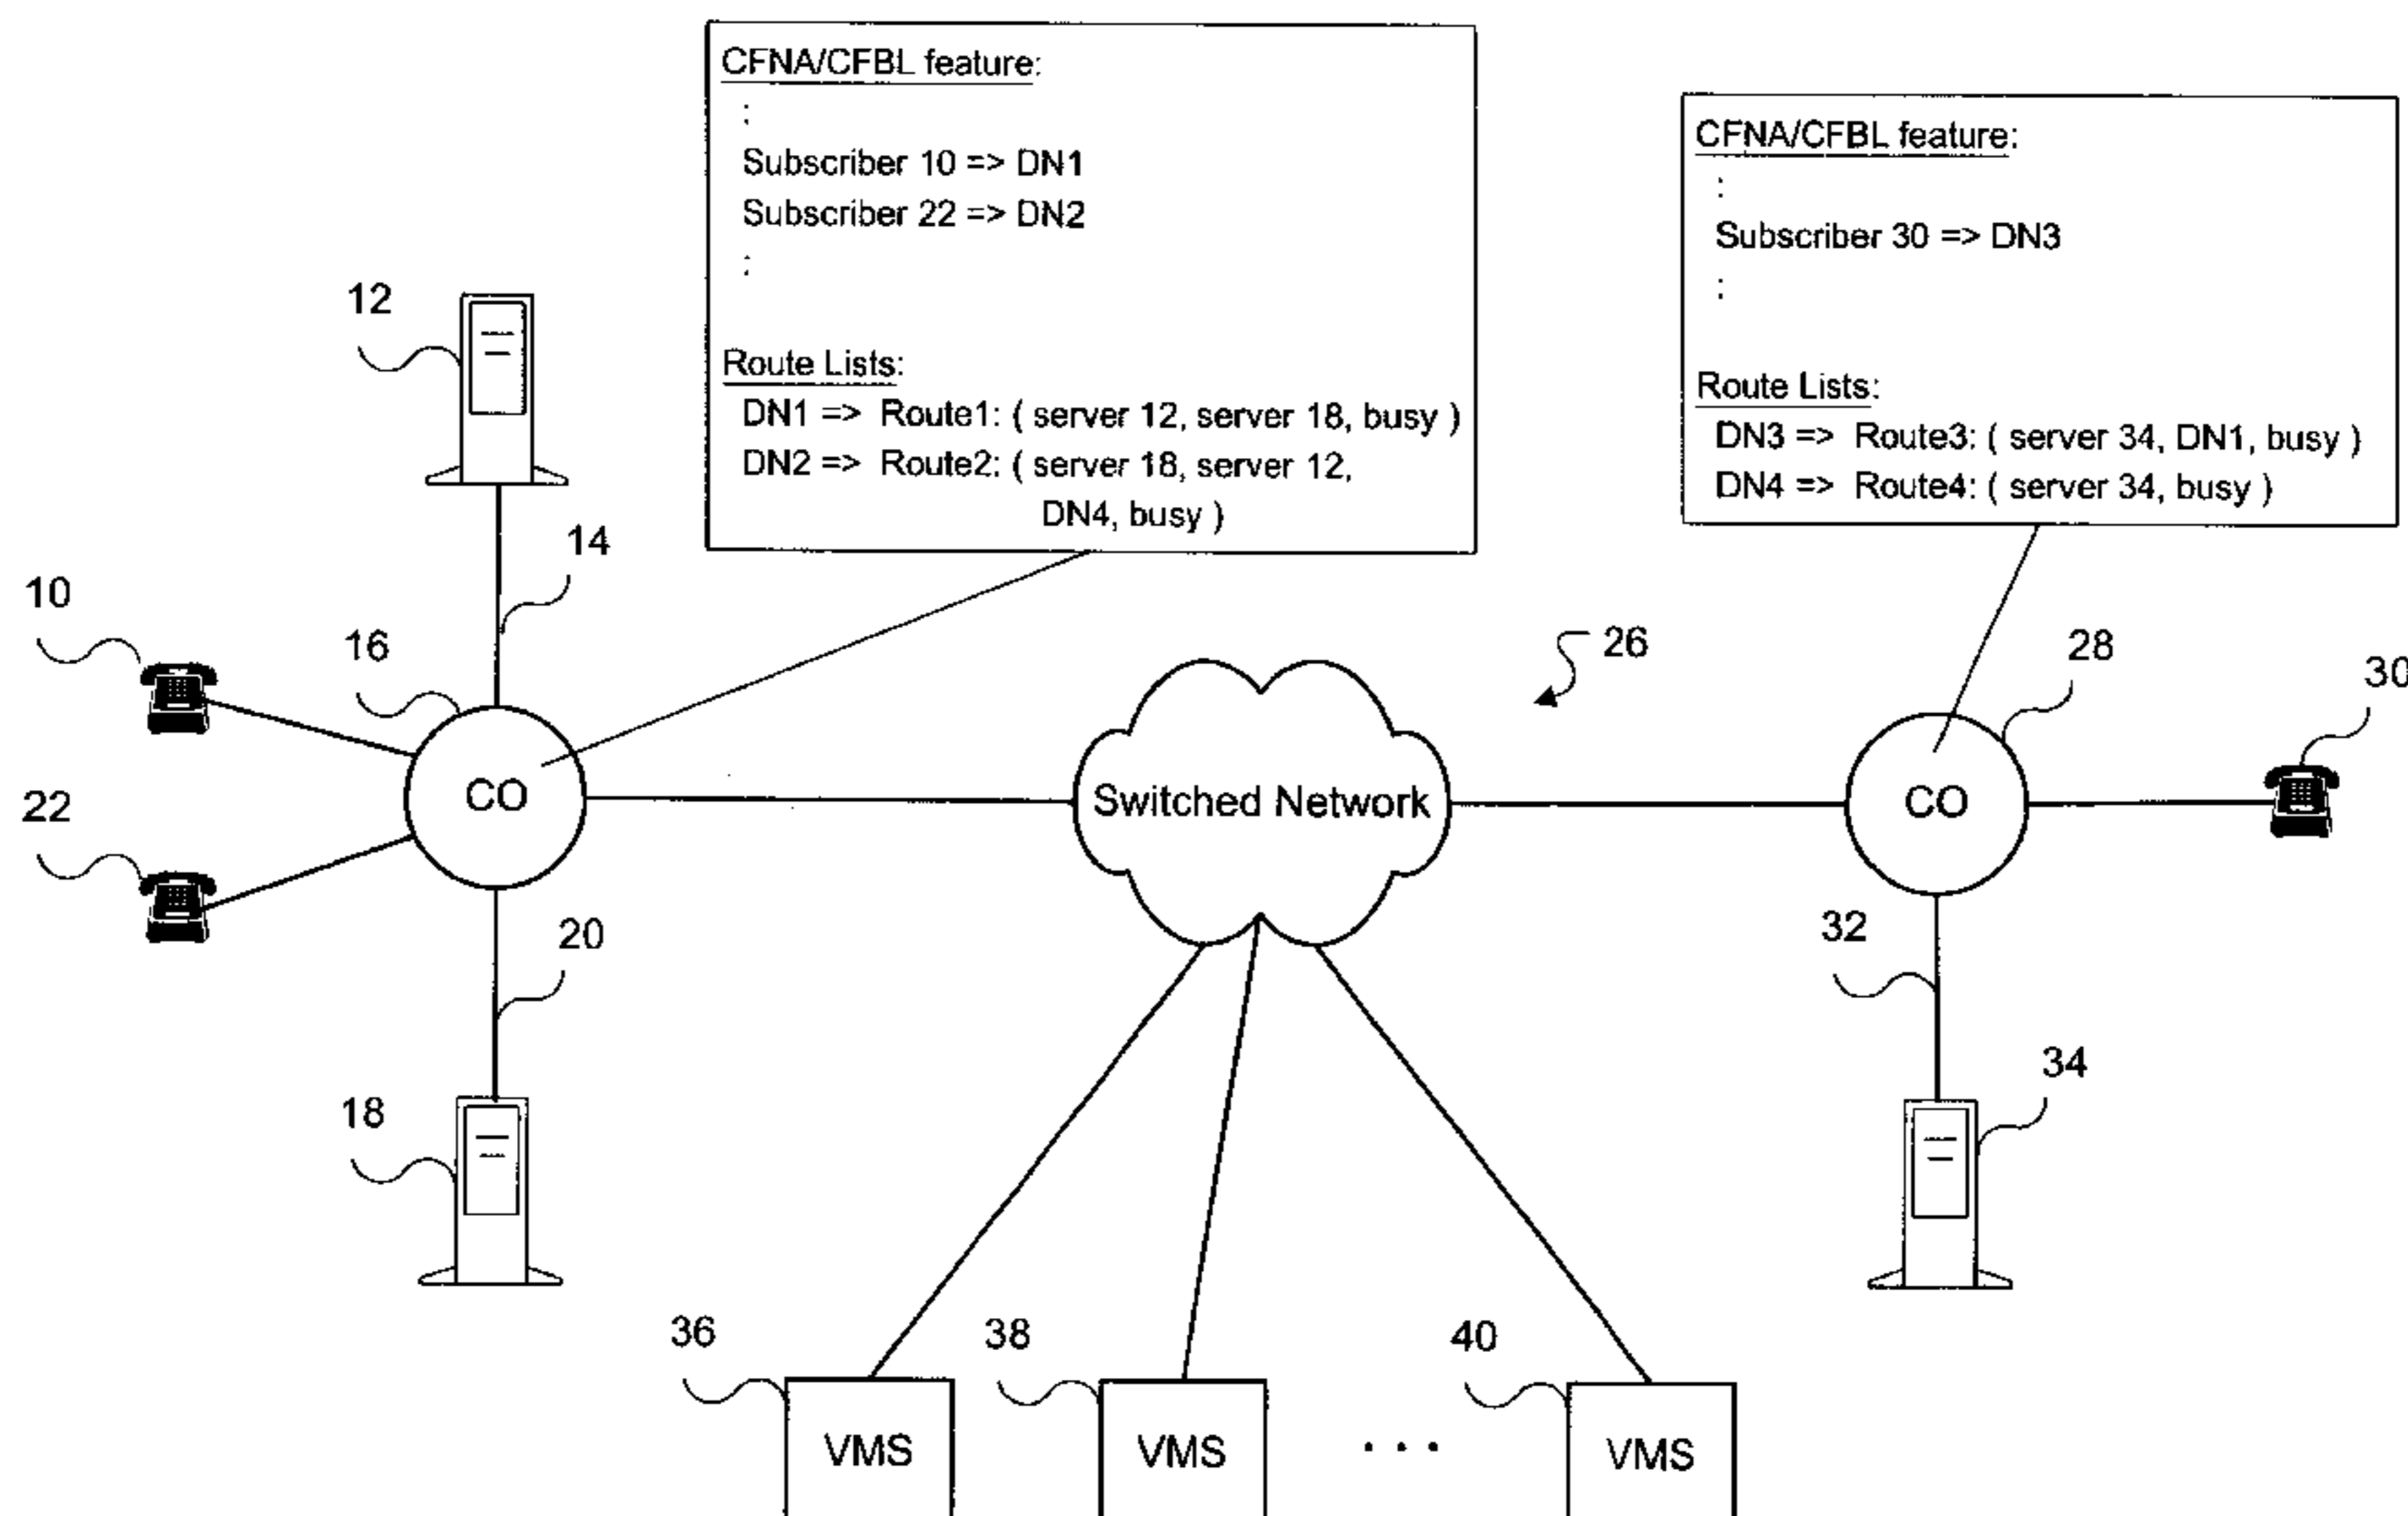 CFNA/CFBL feature:
:
Subscriber 10 => DN1
Subscriber 22 => DN2
:
Route Lists:
DN1 => Route1: ( server 12, server 18, busy )
DN2 => Route2: ( server 18, server 12,
DN4, busy )
CFNA/CFBL feature:
:
Subscriber 30 => DN3
:
Route Lists:
DN3 => Route3: ( server 34, DN1, busy )
DN4 => Route4: ( server 34, busy )
12
14
10
16
22
CO
20
18
26
Switched Network
28
30
CO
32
34
36
38
40
VMS
VMS
. . .
VMS